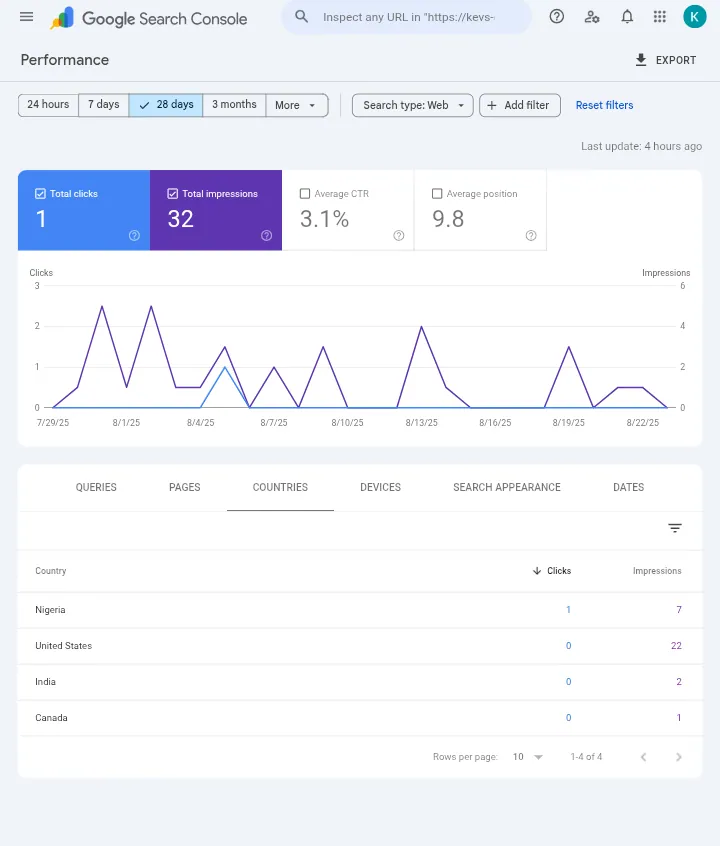 Google Search Console
Inspect any URL in "https://kevs-
K
Performance
EXPORT
24 hours
7 days
28 days
3 months
More
Search type: Web
Add filter
Reset filters
Last update: 4 hours ago
Total clicks
1
Total impressions
32
Average CTR
3.1%
Average position
9.8
Clicks
Impressions
3
6
2
4
1
2
0
0
7/29/25
8/1/25
8/4/25
8/7/25
8/10/25
8/13/25
8/16/25
8/19/25
8/22/25
QUERIES
PAGES
COUNTRIES
DEVICES
SEARCH APPEARANCE
DATES
Country
Clicks
Impressions
Nigeria
1
7
United States
0
22
India
0
2
Canada
0
1
Rows per page:
10
1-4 of 4